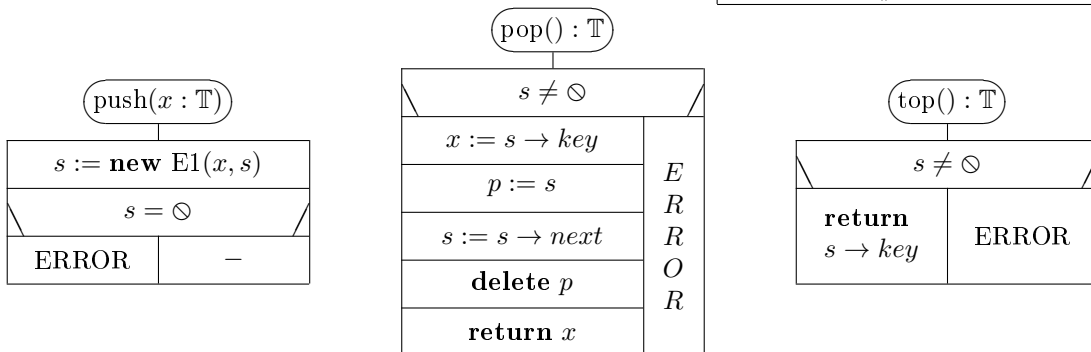 push(x : 𝕋)
s := new E1(x, s)
s = ⦸
ERROR
–
pop() : 𝕋
s ≠ ⦸
x := s → key
p := s
s := s → next
delete p
return x
E
R
R
O
R
top() : 𝕋
s ≠ ⦸
return
s → key
ERROR